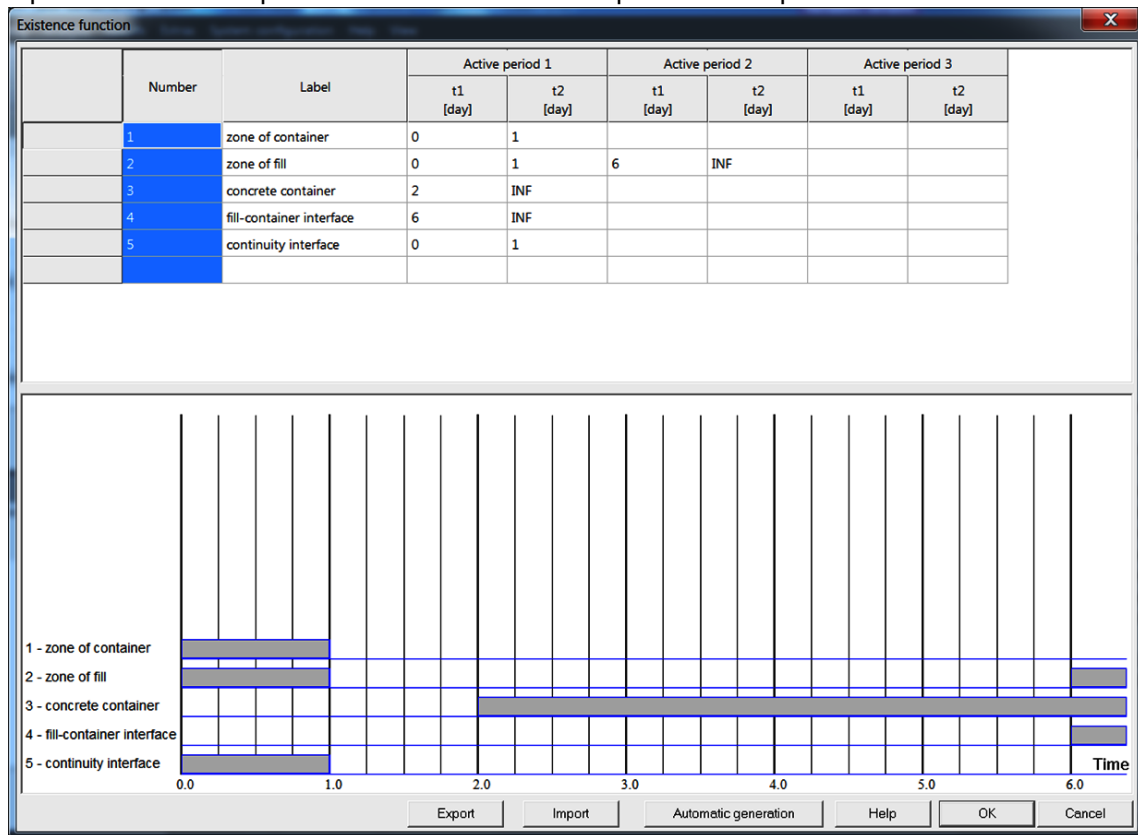 Existence function
Active period 1 Active period 2 Active period 3
Number Label t1 [day] t2 [day] t1 [day] t2 [day] t1 [day] t2 [day]
1 zone of container 0 1
2 zone of fill 0 1 6 INF
3 concrete container 2 INF
4 fill-container interface 6 INF
5 continuity interface 0 1
1 - zone of container
2 - zone of fill
3 - concrete container
4 - fill-container interface
5 - continuity interface Time
0.0 1.0 2.0 3.0 4.0 5.0 6.0
Export Import Automatic generation Help OK Cancel